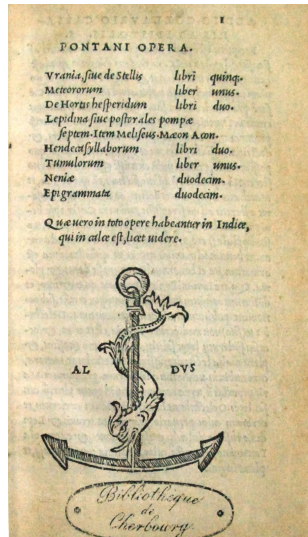 1
PONTANI OPERA.
Vrania, siue de Stellis libri quinq;.
Meteororum liber unus.
De Hortis hesperidum libri duo.
Lepidina siue postorales pompæ
septem. Item Meliseus. Mæon Acon.
Hendecasyllaborum libri duo.
Tumulorum liber unus.
Neniæ duodecim.
Epigrammata duodecim.
Quæ uero in toto opere habeantur in Indice,
qui in calce est, licet uidere.
AL DVS
Bibliothèque
de
Cherbourg.